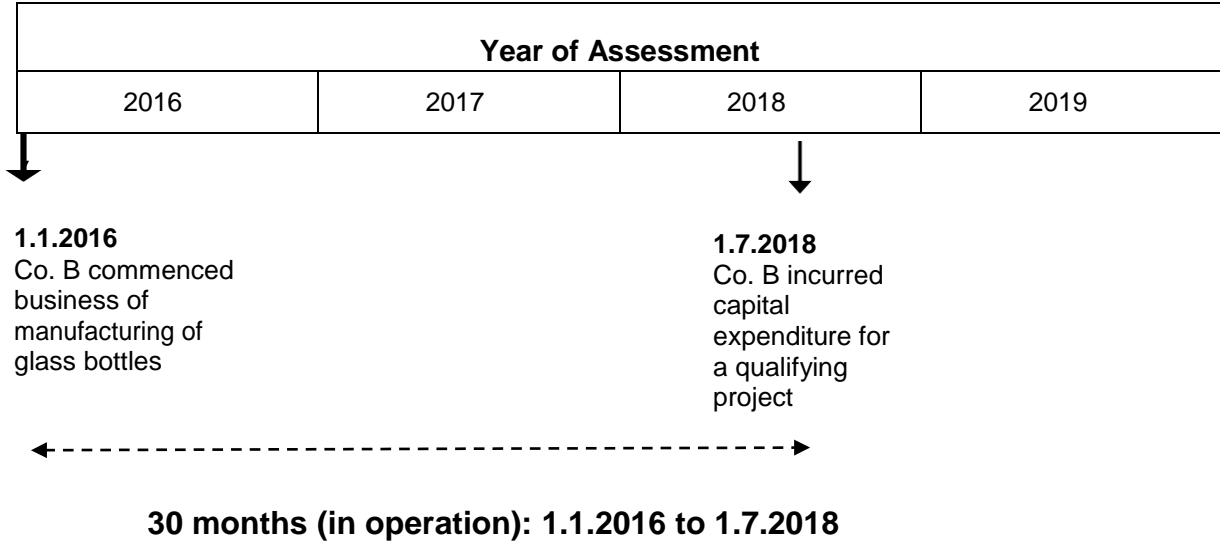 Year of Assessment
2016 2017 2018 2019
1.1.2016
Co. B commenced
business of
manufacturing of
glass bottles
1.7.2018
Co. B incurred
capital
expenditure for
a qualifying
project
30 months (in operation): 1.1.2016 to 1.7.2018